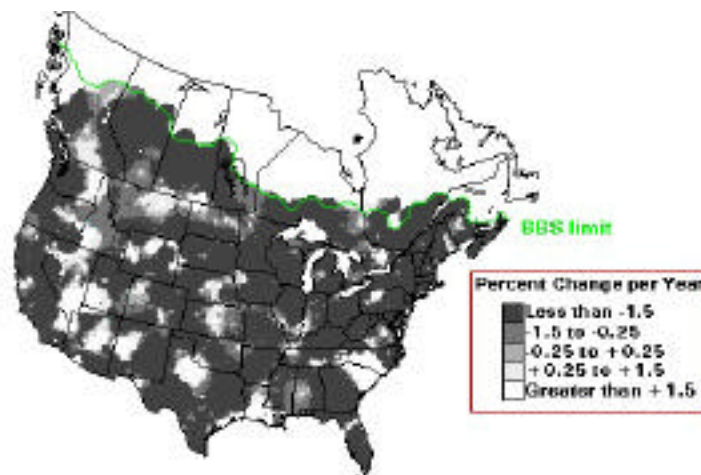 BBS limit
Percent Change per Year
Less than -1.5
-1.5 to -0.25
-0.25 to +0.25
+0.25 to +1.5
Greater than +1.5